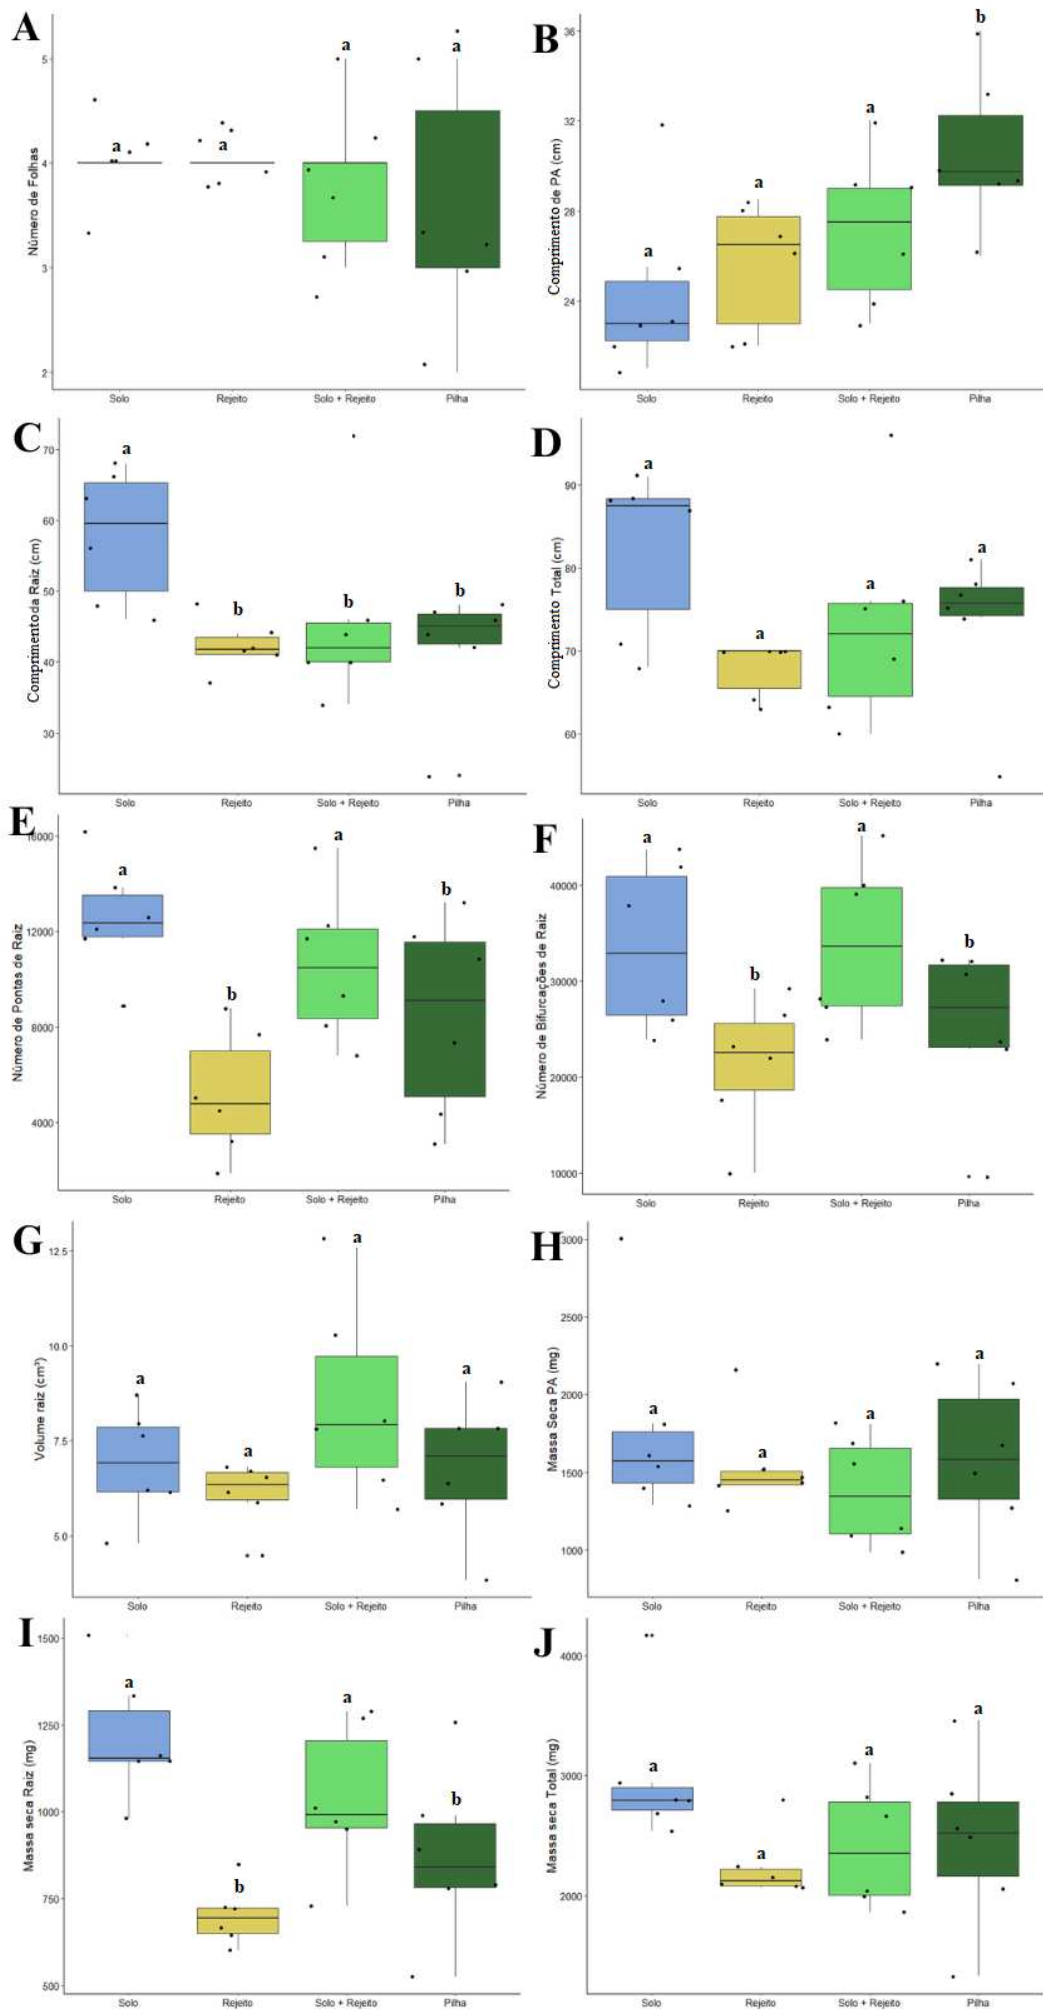 A
Número de Folhas
5
4
3
2
a
a
a
a
Solo
Rejeito
Solo + Rejeito
Pilha
B
Comprimento de PA (cm)
36
32
28
24
a
a
a
b
Solo
Rejeito
Solo + Rejeito
Pilha
C
Comprimentoda Raiz (cm)
70
60
50
40
30
a
b
b
b
Solo
Rejeito
Solo + Rejeito
Pilha
D
Comprimento Total (cm)
90
80
70
60
a
a
a
a
Solo
Rejeito
Solo + Rejeito
Pilha
E
Número de Pontas de Raiz
16000
12000
8000
4000
a
b
a
b
Solo
Rejeito
Solo + Rejeito
Pilha
F
Número de Bifurcações de Raiz
40000
30000
20000
10000
a
b
a
b
Solo
Rejeito
Solo + Rejeito
Pilha
G
Volume raiz (cm³)
12.5
10.0
7.5
5.0
a
a
a
a
Solo
Rejeito
Solo + Rejeito
Pilha
H
Massa Seca PA (mg)
3000
2500
2000
1500
1000
a
a
a
a
Solo
Rejeito
Solo + Rejeito
Pilha
I
Massa seca Raiz (mg)
1500
1250
1000
750
500
a
b
a
b
Solo
Rejeito
Solo + Rejeito
Pilha
J
Massa seca Total (mg)
4000
3000
2000
a
a
a
a
Solo
Rejeito
Solo + Rejeito
Pilha